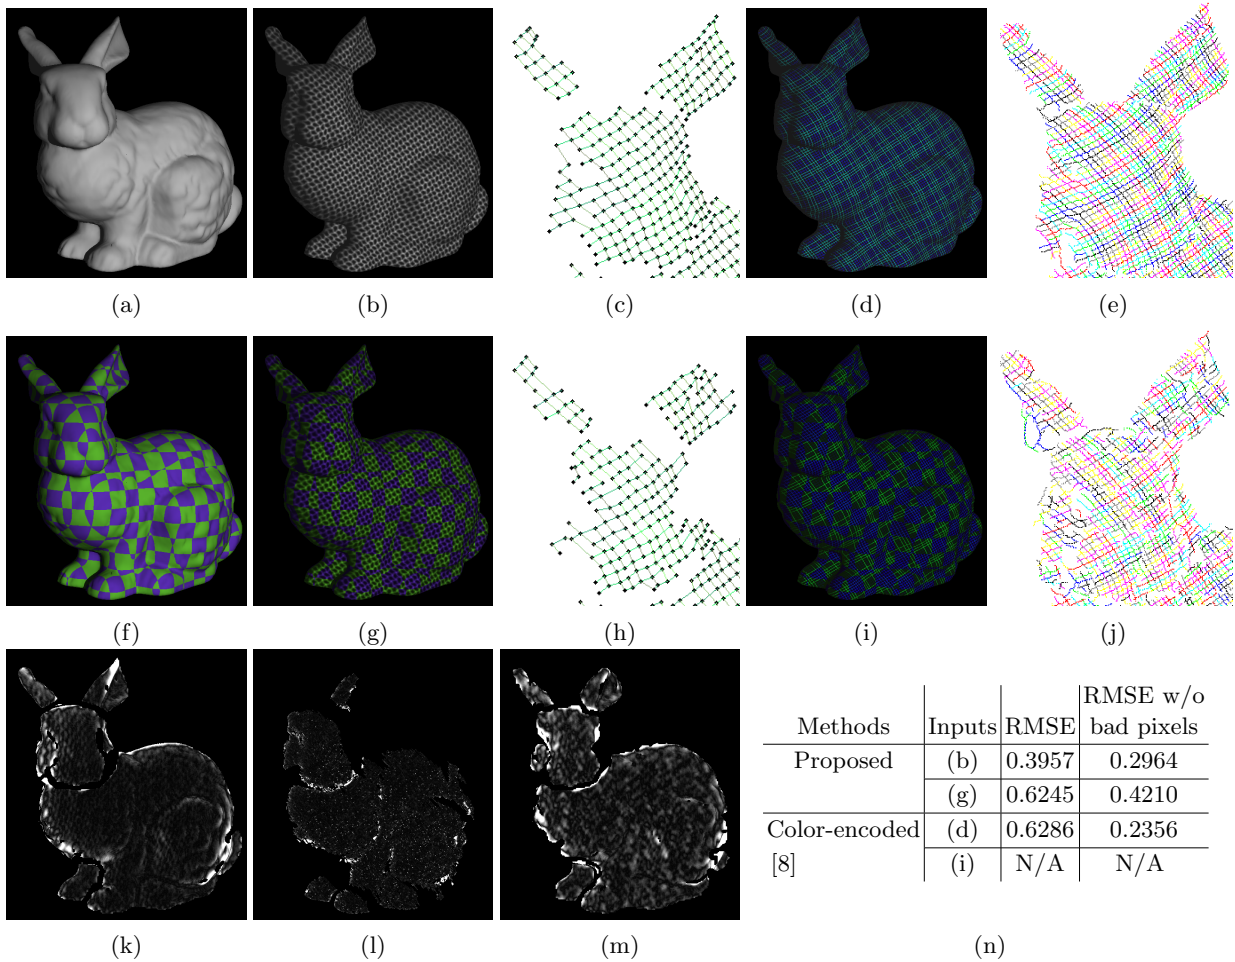 (a) (b) (c) (d) (e)
(f) (g) (h) (i) (j)
RMSE w/o
Methods Inputs RMSE bad pixels
Proposed (b) 0.3957 0.2964
(g) 0.6245 0.4210
Color-encoded (d) 0.6286 0.2356
[8] (i) N/A N/A
(k) (l) (m) (n)